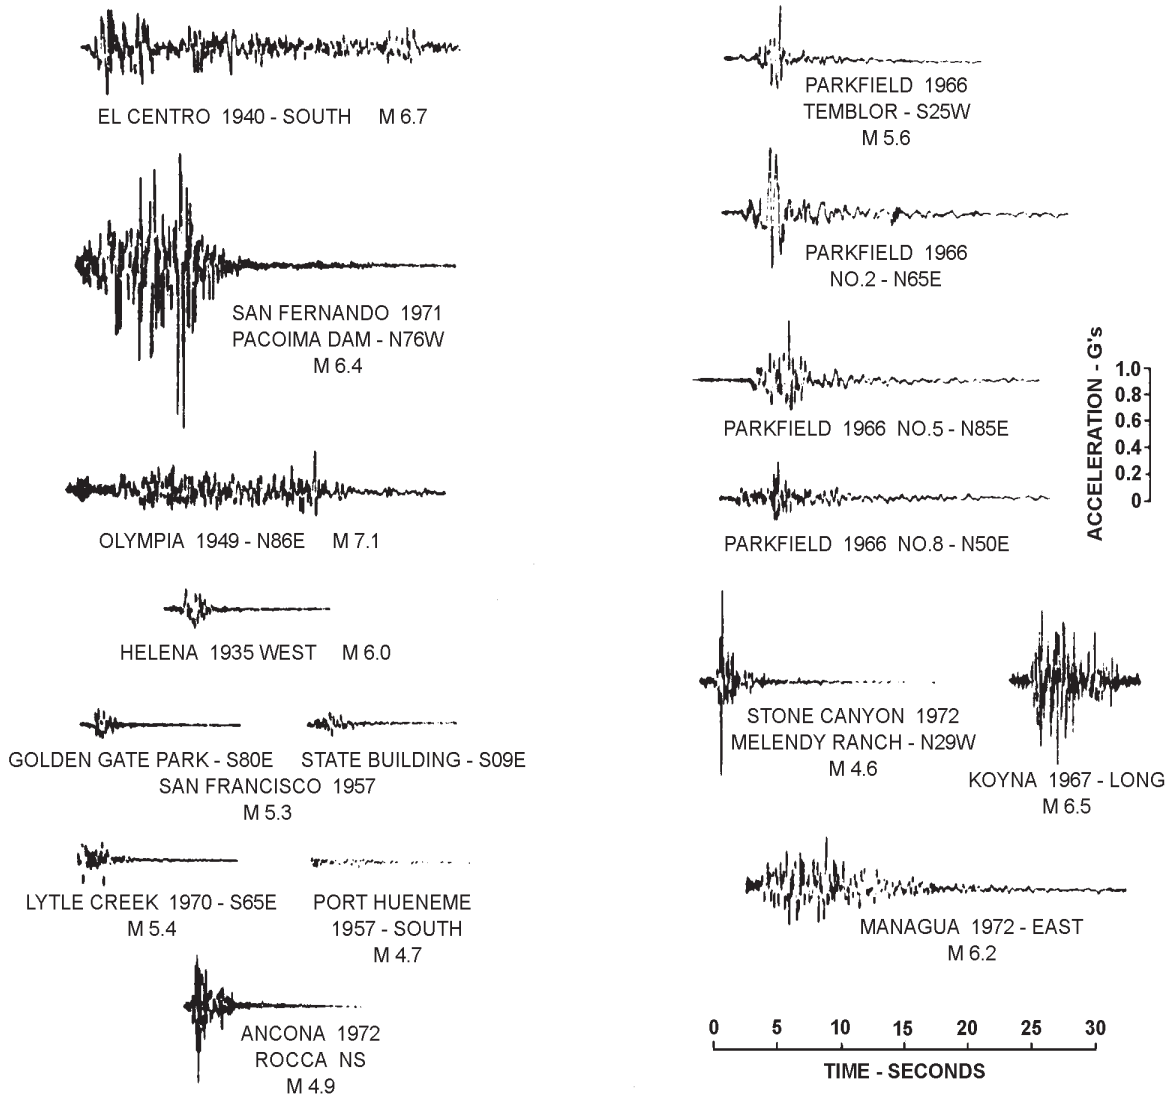 EL CENTRO 1940 - SOUTH M 6.7
SAN FERNANDO 1971
PACOIMA DAM - N76W
M 6.4
OLYMPIA 1949 - N86E M 7.1
HELENA 1935 WEST M 6.0
GOLDEN GATE PARK - S80E STATE BUILDING - S09E
SAN FRANCISCO 1957
M 5.3
LYTLE CREEK 1970 - S65E
M 5.4
PORT HUENEME
1957 - SOUTH
M 4.7
ANCONA 1972
ROCCA NS
M 4.9
PARKFIELD 1966
TEMBLOR - S25W
M 5.6
PARKFIELD 1966
NO.2 - N65E
PARKFIELD 1966 NO.5 - N85E
PARKFIELD 1966 NO.8 - N50E
ACCELERATION - G's
1.0
0.8
0.6
0.4
0.2
0
STONE CANYON 1972
MELENDY RANCH - N29W
M 4.6
KOYNA 1967 - LONG
M 6.5
MANAGUA 1972 - EAST
M 6.2
0 5 10 15 20 25 30
TIME - SECONDS